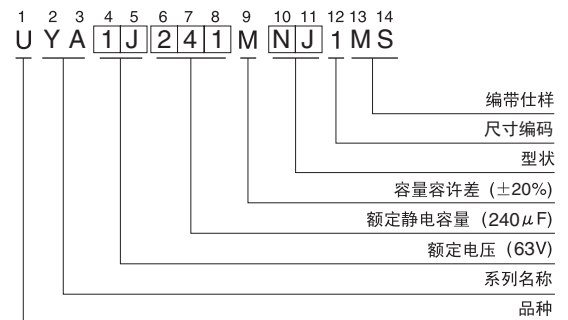 1 2 3 4 5 6 7 8 9 10 11 12 13 14
U Y A 1 J 2 4 1 M N J 1 M S
编带仕样
尺寸编码
型状
容量容许差 (±20%)
额定静电容量 (240μF)
额定电压 (63V)
系列名称
品种